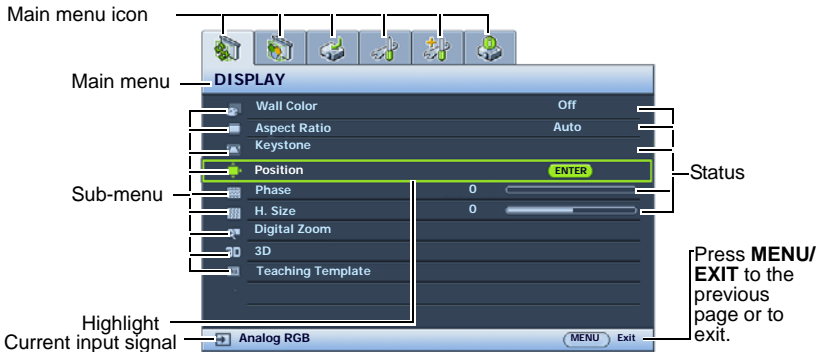 Main menu icon
Main menu
DISPLAY
Wall Color Off
Aspect Ratio Auto
Keystone
Position ENTER
Sub-menu
Status
Phase 0
H. Size 0
Digital Zoom
3D 3D
Teaching Template
Press MENU/
EXIT to the
previous
page or to
exit.
Highlight
Current input signal
Analog RGB MENU Exit